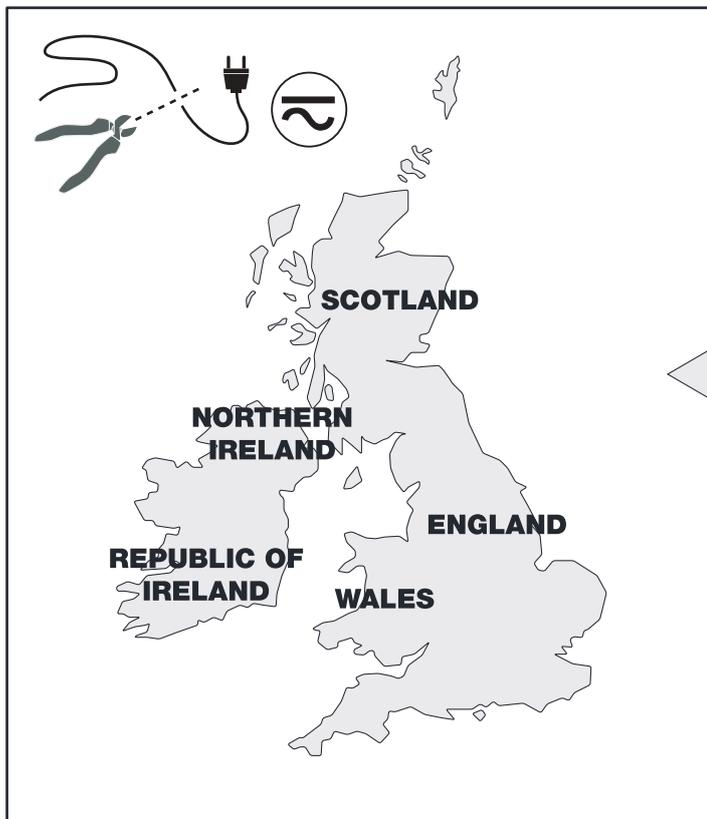 SCOTLAND
NORTHERN
IRELAND
ENGLAND
REPUBLIC OF
IRELAND
WALES